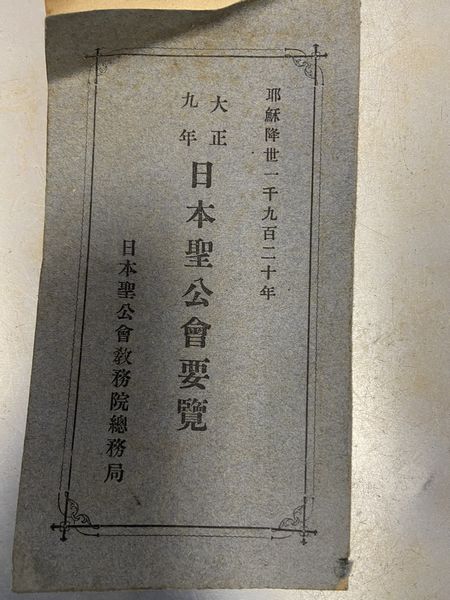 耶穌降世一千九百二十年
大正九年
日本聖公會要覽
日本聖公會敎務院總務局